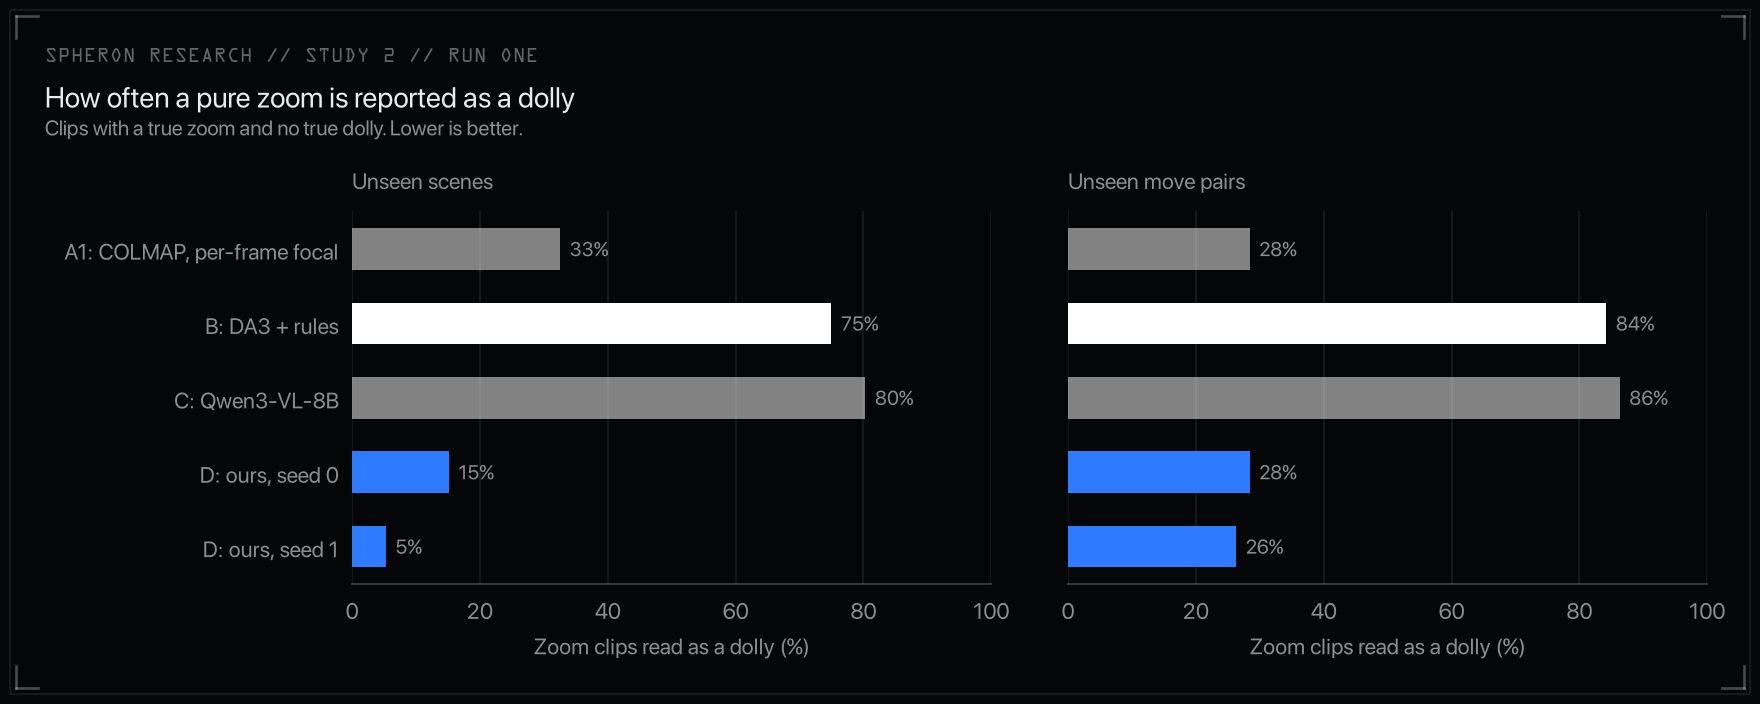 SPHERON RESEARCH // STUDY 2 // RUN ONE
How often a pure zoom is reported as a dolly
Clips with a true zoom and no true dolly. Lower is better.
Unseen scenes
Unseen move pairs
A1: COLMAP, per-frame focal
33%
28%
B: DA3 + rules
75%
84%
C: Qwen3-VL-8B
80%
86%
D: ours, seed 0
15%
28%
D: ours, seed 1
5%
26%
0 20 40 60 80 100
0 20 40 60 80 100
Zoom clips read as a dolly (%)
Zoom clips read as a dolly (%)